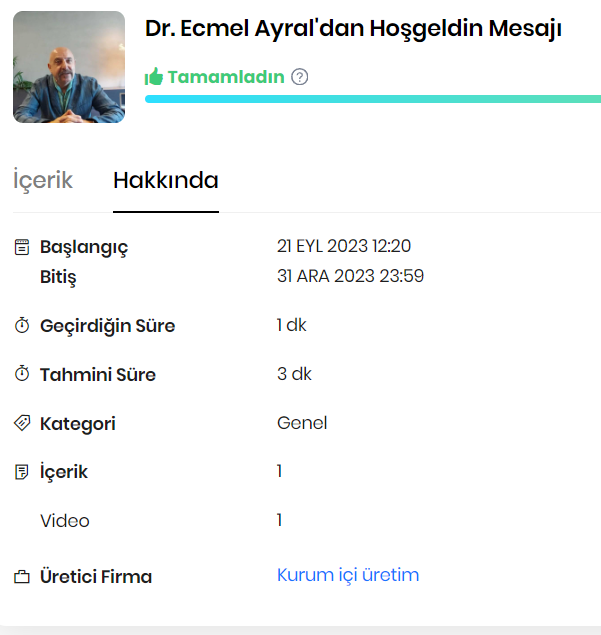 Dr. Ecmel Ayral'dan Hoşgeldin Mesajı
Tamamladın ?
İçerik Hakkında
Başlangıç 21 EYL 2023 12:20
Bitiş 31 ARA 2023 23:59
Geçirdiğin Süre 1 dk
Tahmini Süre 3 dk
Kategori Genel
İçerik 1
Video 1
Üretici Firma Kurum içi üretim